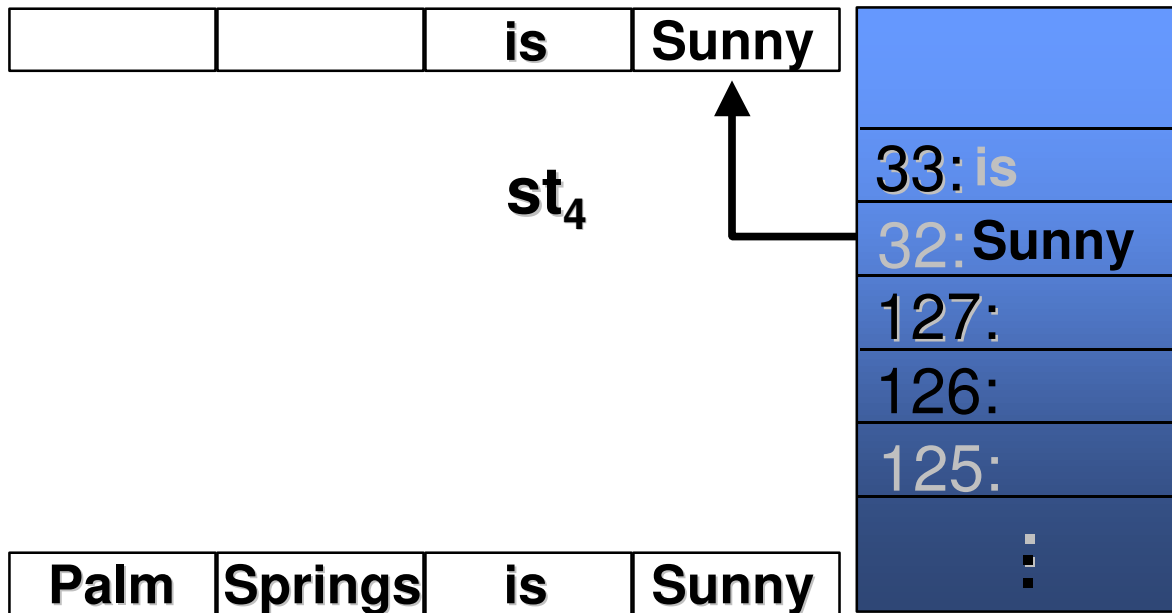 is Sunny
st₄
33: is
32: Sunny
127:
126:
125:
:
Palm Springs is Sunny